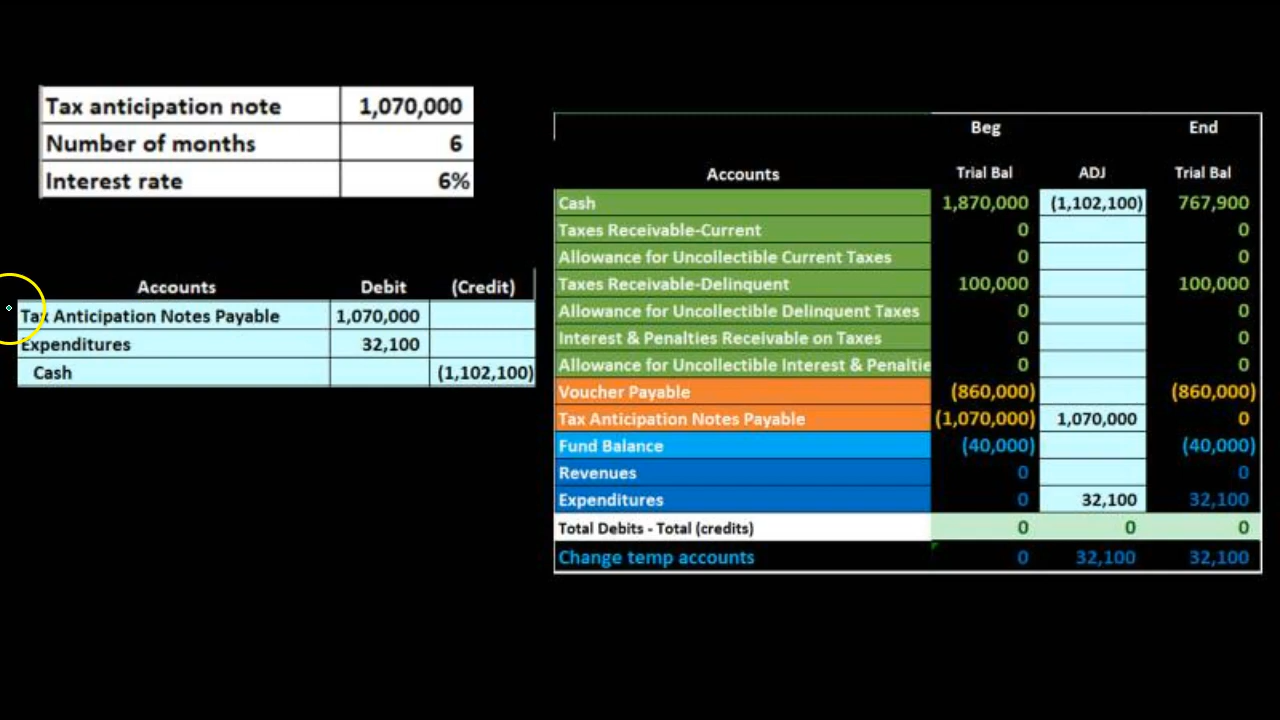 Tax anticipation note 1,070,000
Number of months 6
Interest rate 6%
Accounts Debit (Credit)
Tax Anticipation Notes Payable 1,070,000
Expenditures 32,100
Cash (1,102,100)
Beg End
Accounts Trial Bal ADJ Trial Bal
Cash 1,870,000 (1,102,100) 767,900
Taxes Receivable-Current 0 0
Allowance for Uncollectible Current Taxes 0 0
Taxes Receivable-Delinquent 100,000 100,000
Allowance for Uncollectible Delinquent Taxes 0 0
Interest & Penalties Receivable on Taxes 0 0
Allowance for Uncollectible Interest & Penaltie 0 0
Voucher Payable (860,000) (860,000)
Tax Anticipation Notes Payable (1,070,000) 1,070,000 0
Fund Balance (40,000) (40,000)
Revenues 0 0
Expenditures 0 32,100 32,100
Total Debits - Total (credits) 0 0 0
Change temp accounts 0 32,100 32,100